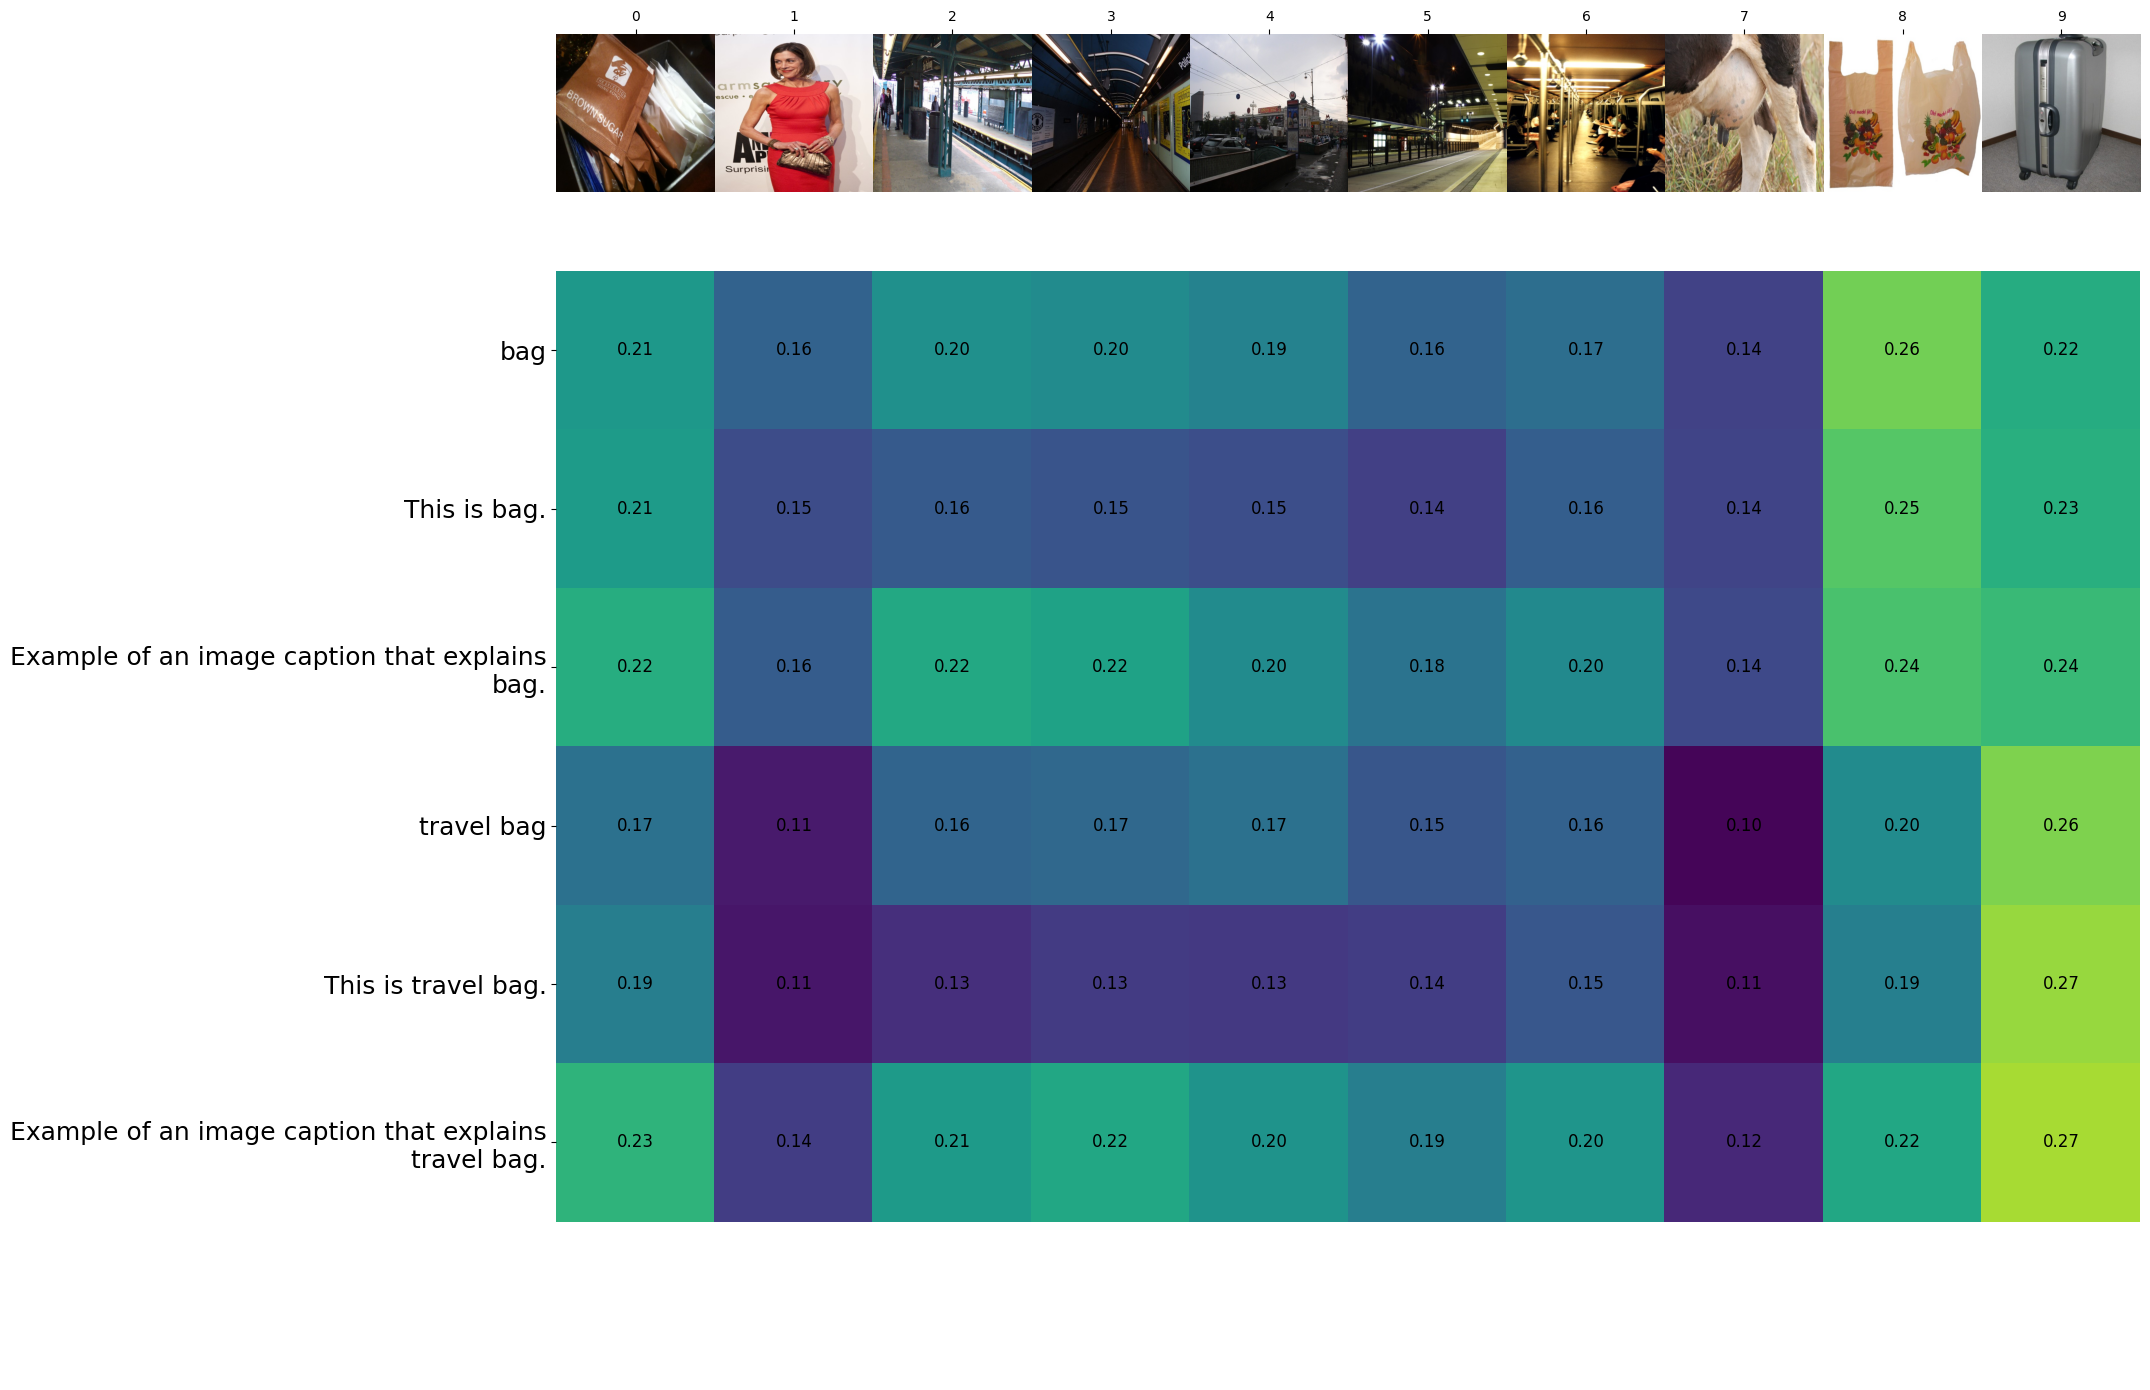 0 1 2 3 4 5 6 7 8 9
BROWN SUGAR
Surprisin
bag 0.21 0.16 0.20 0.20 0.19 0.16 0.17 0.14 0.26 0.22
This is bag. 0.21 0.15 0.16 0.15 0.15 0.14 0.16 0.14 0.25 0.23
Example of an image caption that explains
bag. 0.22 0.16 0.22 0.22 0.20 0.18 0.20 0.14 0.24 0.24
travel bag 0.17 0.11 0.16 0.17 0.17 0.15 0.16 0.10 0.20 0.26
This is travel bag. 0.19 0.11 0.13 0.13 0.13 0.14 0.15 0.11 0.19 0.27
Example of an image caption that explains
travel bag. 0.23 0.14 0.21 0.22 0.20 0.19 0.20 0.12 0.22 0.27